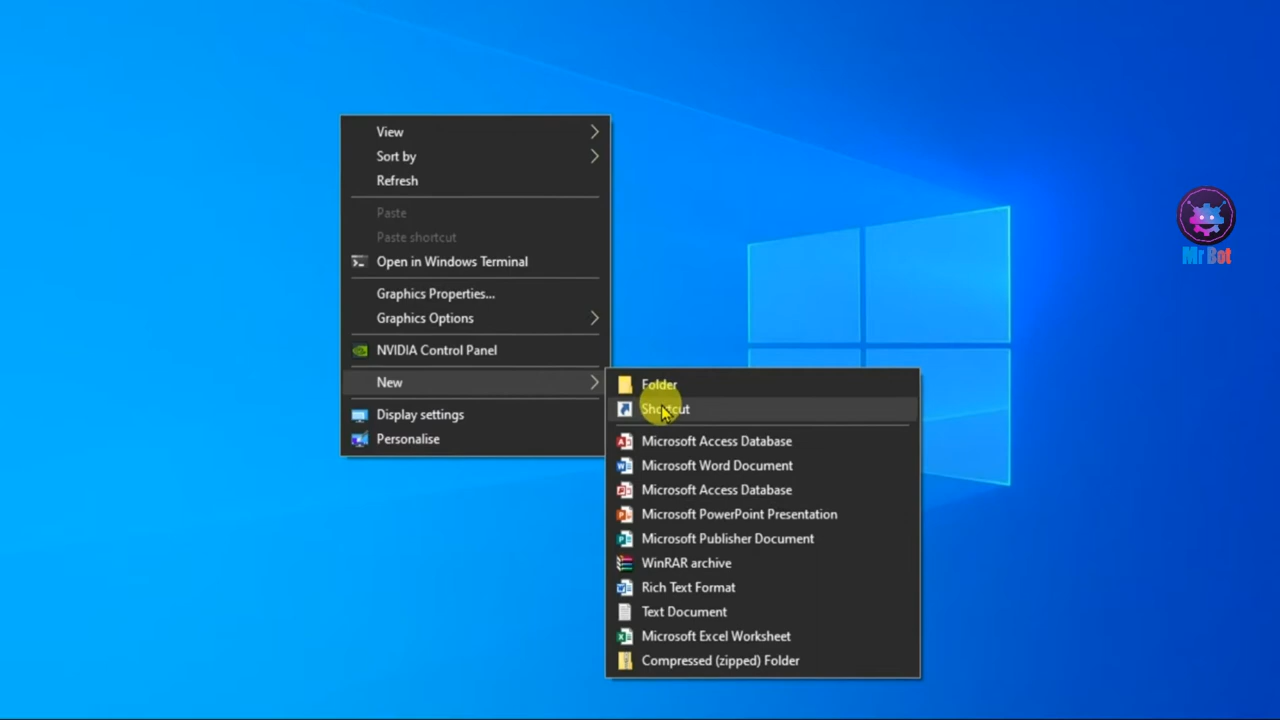 View
Sort by
Refresh
Paste
Paste shortcut
Open in Windows Terminal
Graphics Properties...
Graphics Options
NVIDIA Control Panel
New
Display settings
Personalise
Folder
Shortcut
Microsoft Access Database
Microsoft Word Document
Microsoft Access Database
Microsoft PowerPoint Presentation
Microsoft Publisher Document
WinRAR archive
Rich Text Format
Text Document
Microsoft Excel Worksheet
Compressed (zipped) Folder
Mr Bot